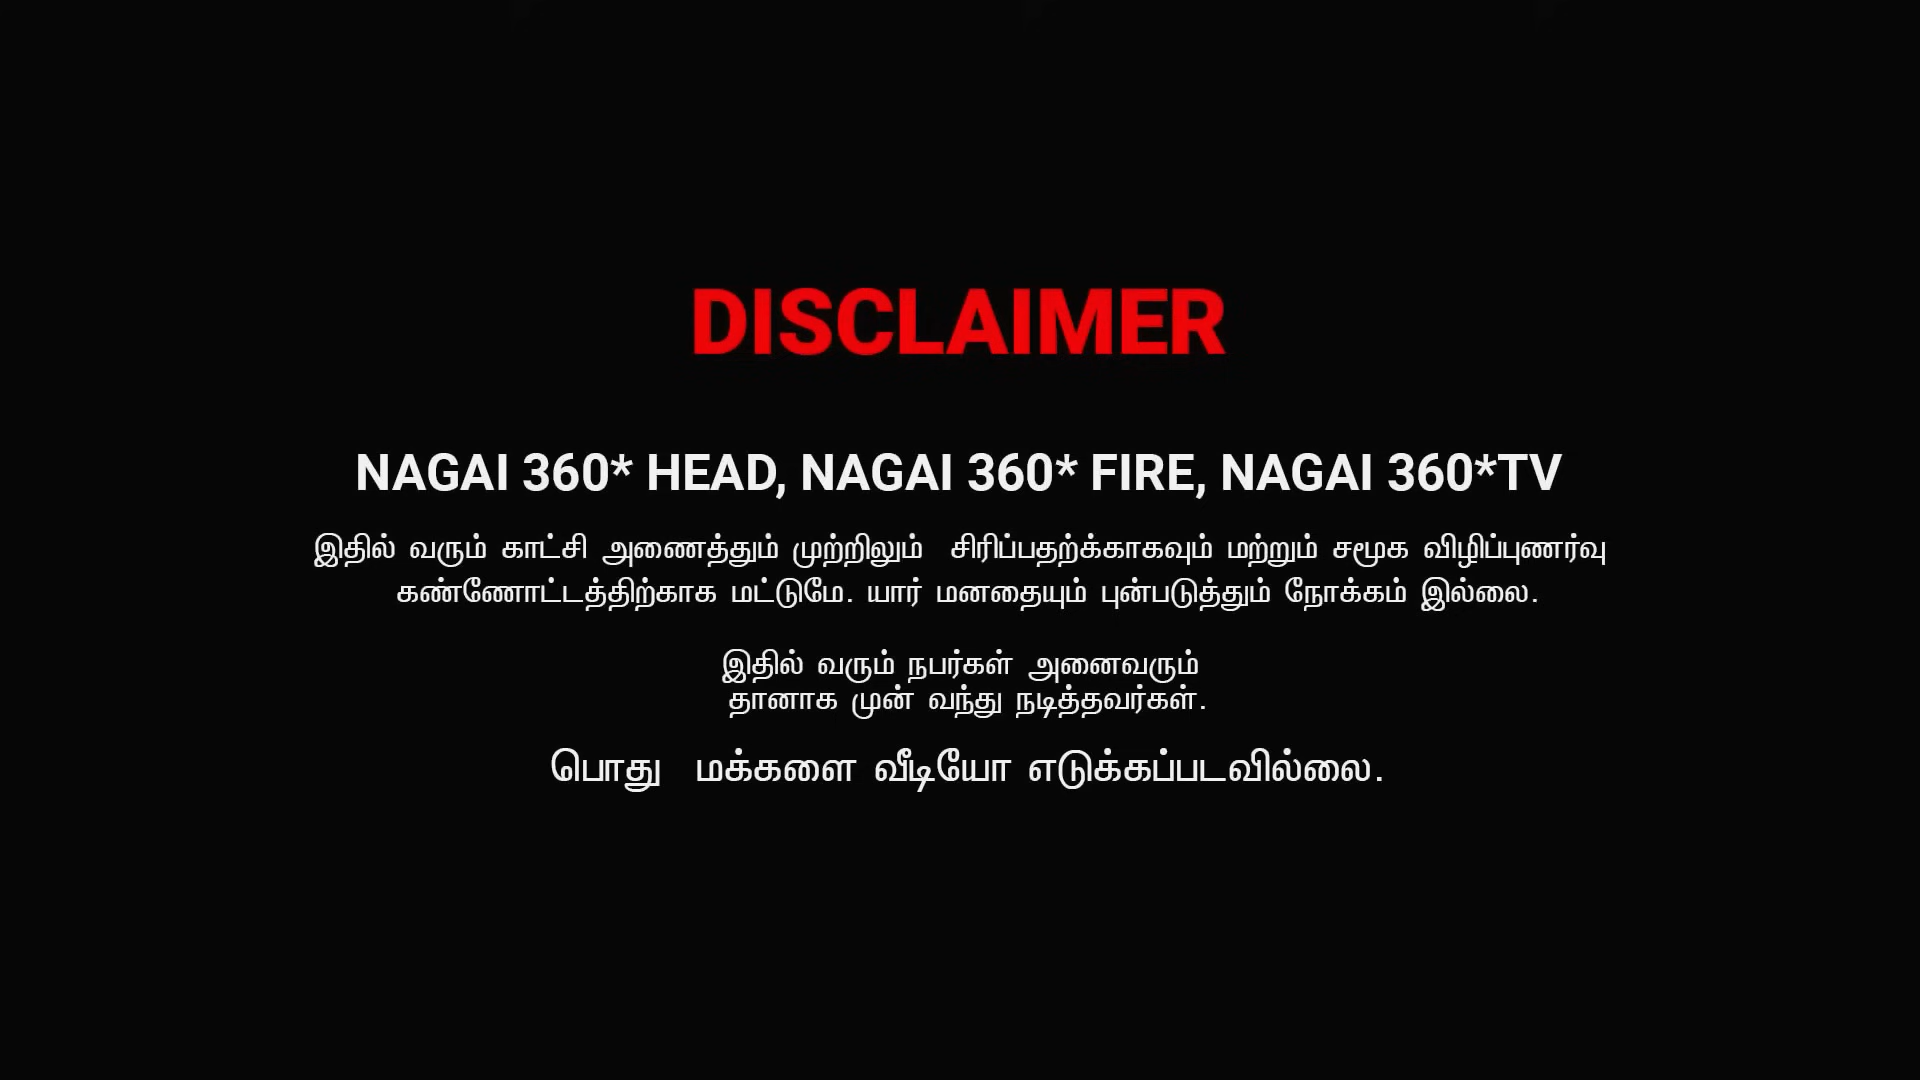 DISCLAIMER
NAGAI 360* HEAD, NAGAI 360* FIRE, NAGAI 360*TV
இதில் வரும் காட்சி அணைத்தும் முற்றிலும் சிரிப்பதற்க்காகவும் மற்றும் சமூக விழிப்புணர்வு
கண்ணோட்டத்திற்காக மட்டுமே. யார் மனதையும் புன்படுத்தும் நோக்கம் இல்லை.
இதில் வரும் நபர்கள் அனைவரும்
தானாக முன் வந்து நடித்தவர்கள்.
பொது மக்களை வீடியோ எடுக்கப்படவில்லை.